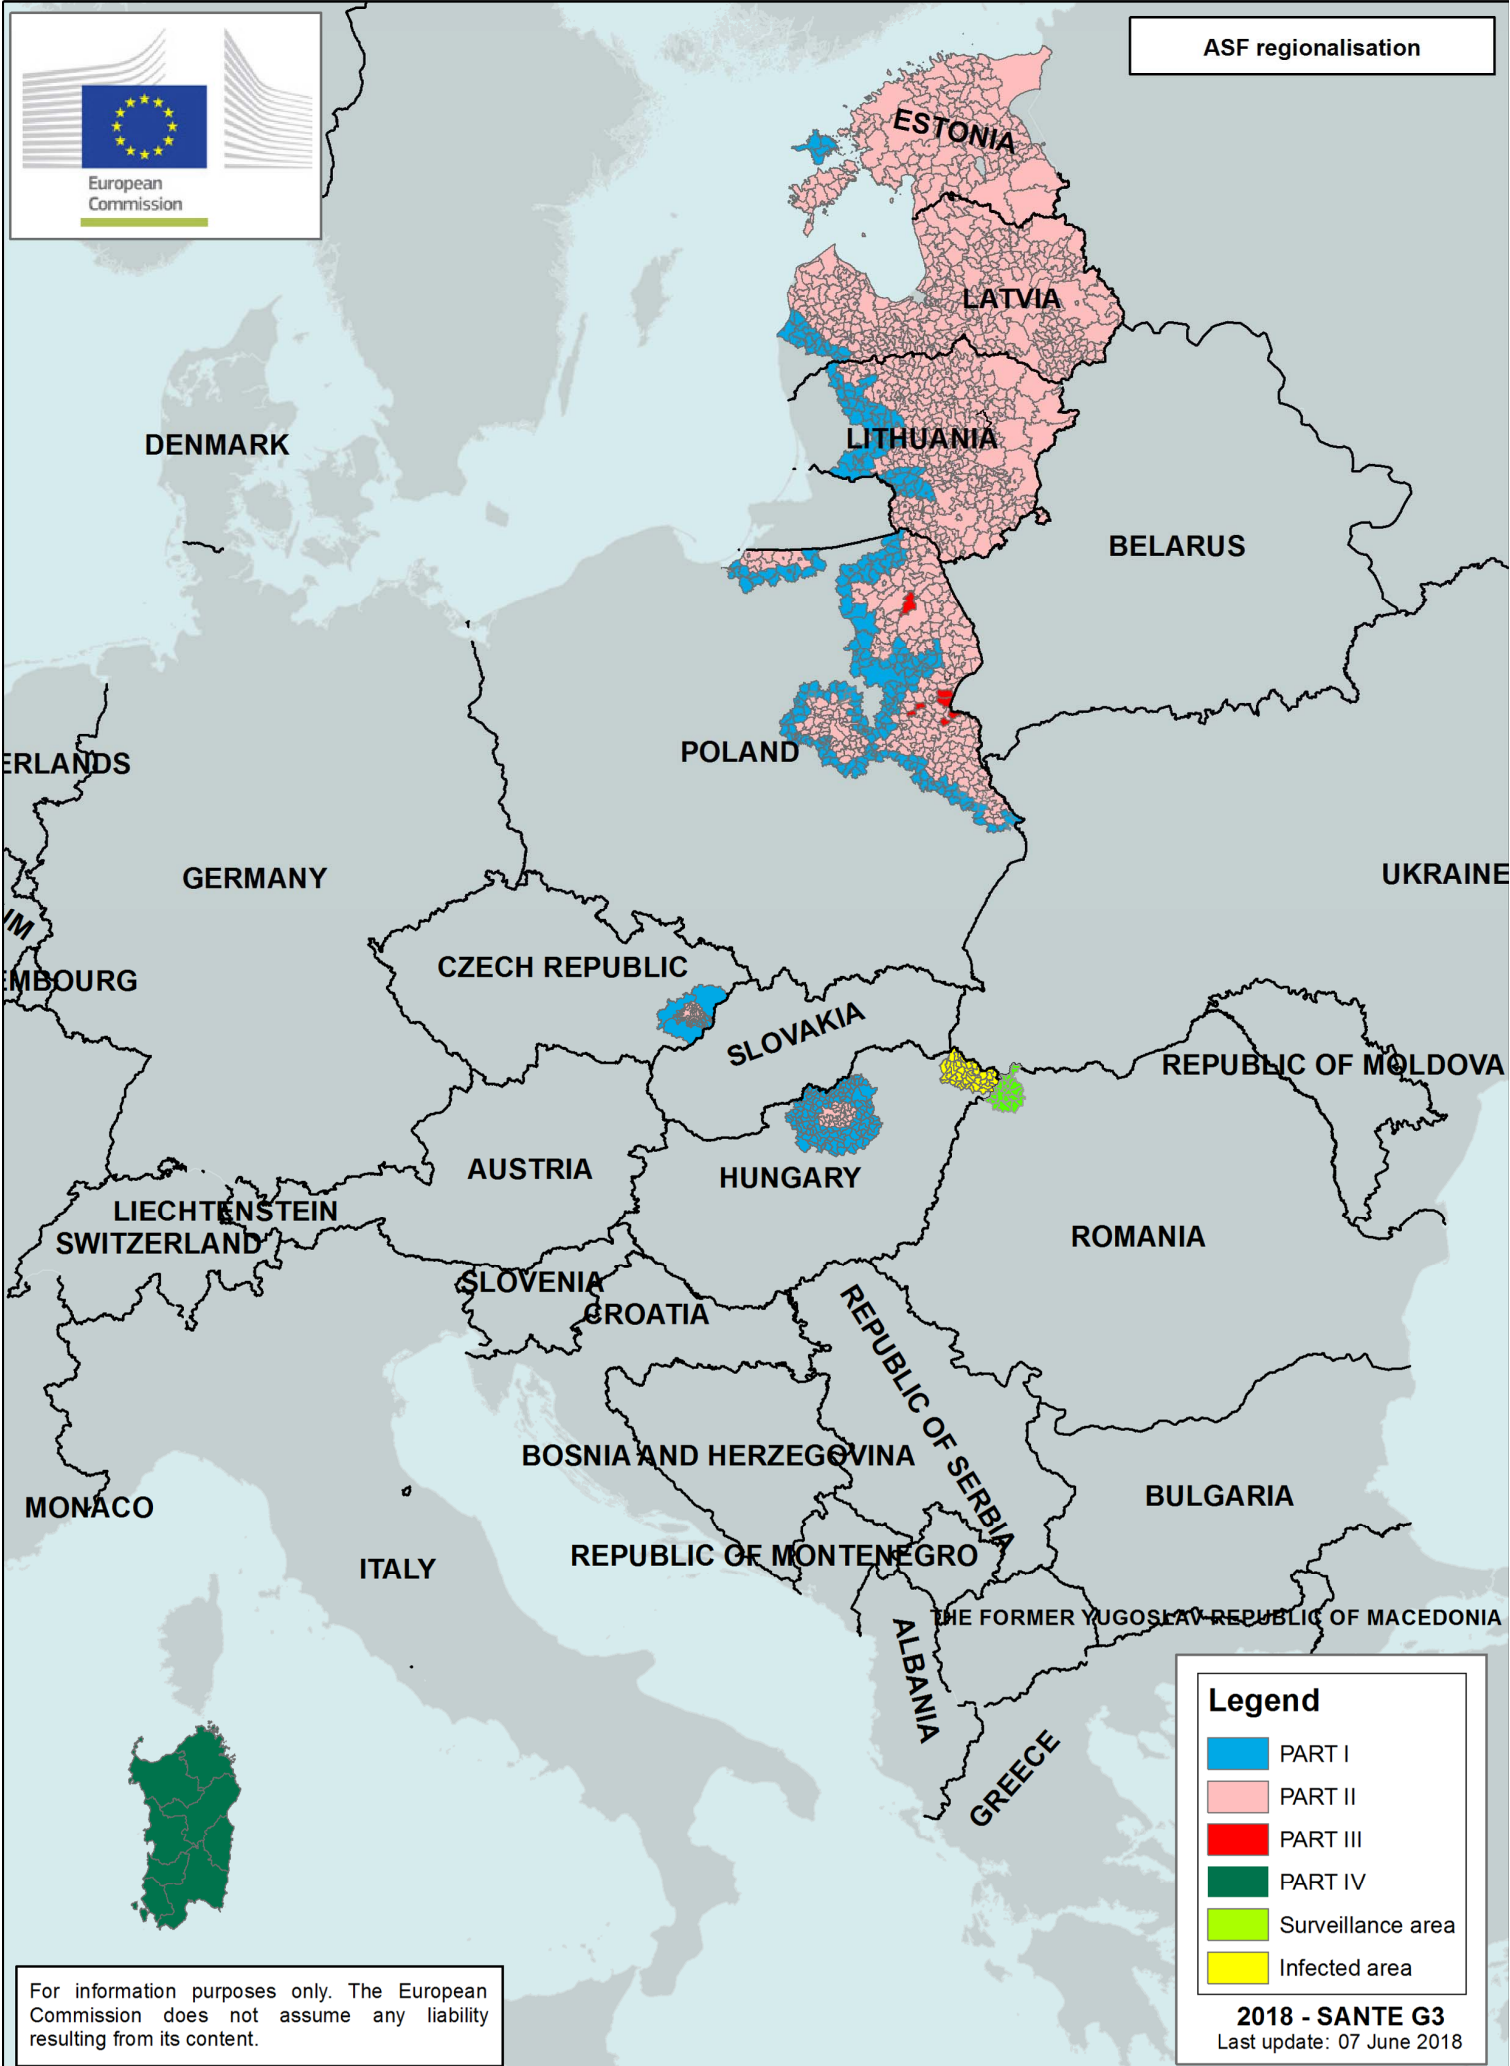 ASF regionalisation
European
Commission
ESTONIA
LATVIA
LITHUANIA
DENMARK
BELARUS
POLAND
ERLANDS
GERMANY
UKRAINE
UM
CZECH REPUBLIC
EMBOURG
SLOVAKIA
REPUBLIC OF MOLDOVA
AUSTRIA
HUNGARY
LIECHTENSTEIN
SWITZERLAND
ROMANIA
SLOVENIA
CROATIA
REPUBLIC OF SERBIA
BOSNIA AND HERZEGOVINA
BULGARIA
MONACO
ITALY
REPUBLIC OF MONTENEGRO
THE FORMER YUGOSLAV REPUBLIC OF MACEDONIA
ALBANIA
GREECE
Legend
PART I
PART II
PART III
PART IV
Surveillance area
Infected area
2018 - SANTE G3
Last update: 07 June 2018
For information purposes only. The European
Commission does not assume any liability
resulting from its content.